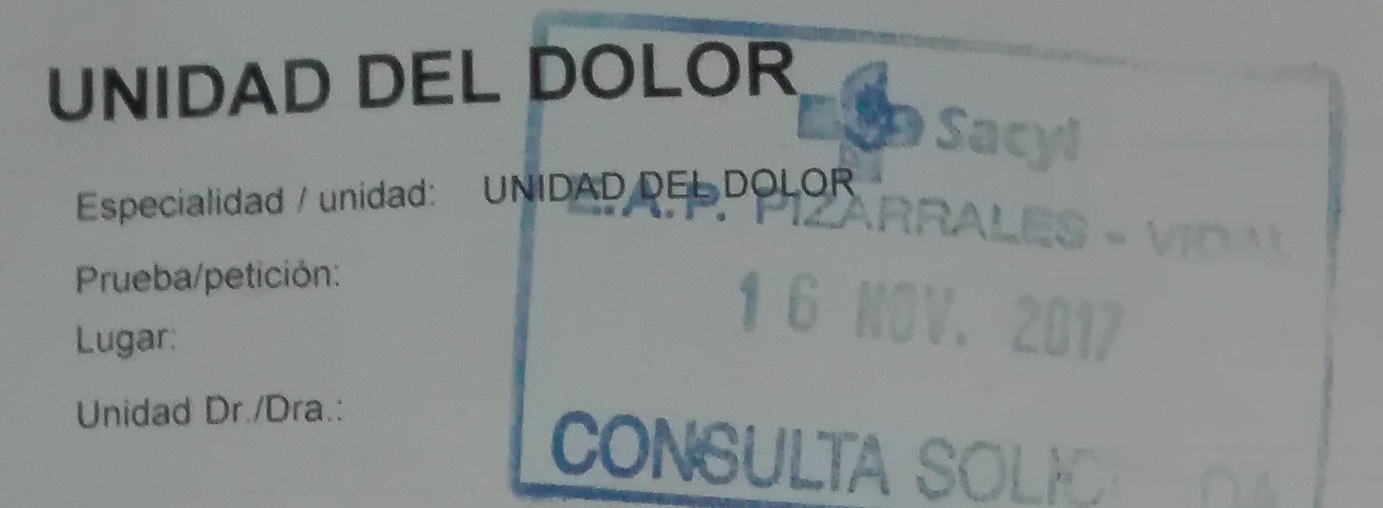 UNIDAD DEL DOLOR
Sacyl
Especialidad / unidad: UNIDAD DEL DOLOR
E.A.P. PIZARRALES - VIDAL
Prueba/petición:
16 NOV. 2017
Lugar:
Unidad Dr./Dra.:
CONSULTA